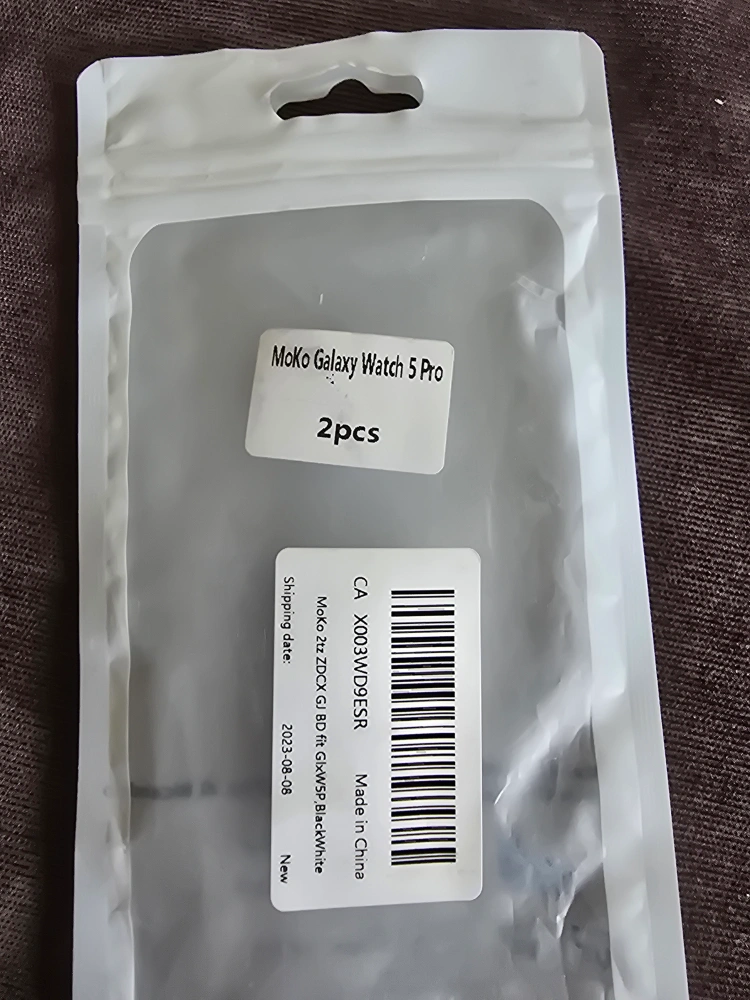 MoKo Galaxy Watch 5 Pro
2pcs
CA X003WD9ESR Made in China
MoKo 2tz ZDCX GJ BD fit GlxW5P,BlackWhite
Shipping date: 2023-08-08 New